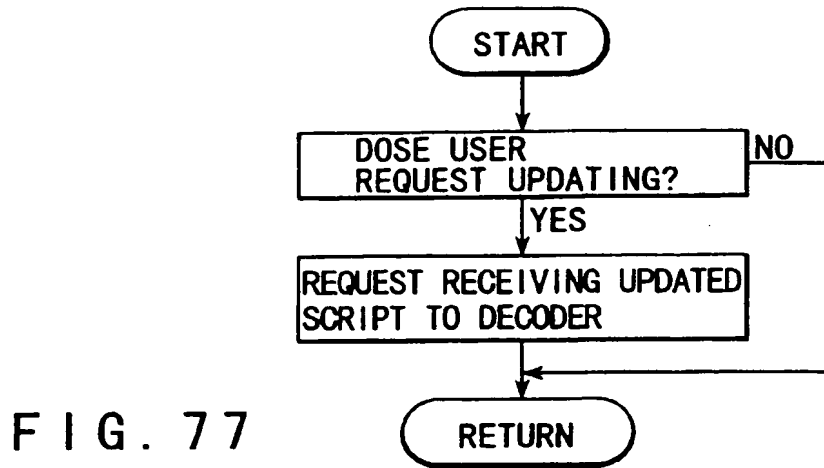 START
DOSE USER
REQUEST UPDATING?
NO
YES
REQUEST RECEIVING UPDATED
SCRIPT TO DECODER
RETURN
FIG. 77